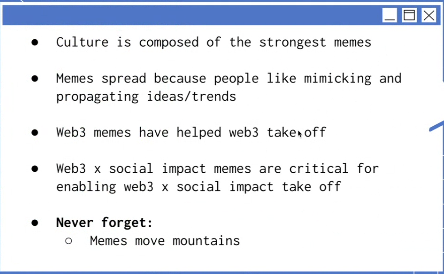 ● Culture is composed of the strongest memes
● Memes spread because people like mimicking and
propagating ideas/trends
● Web3 memes have helped web3 take off
● Web3 x social impact memes are critical for
enabling web3 x social impact take off
● Never forget:
○ Memes move mountains